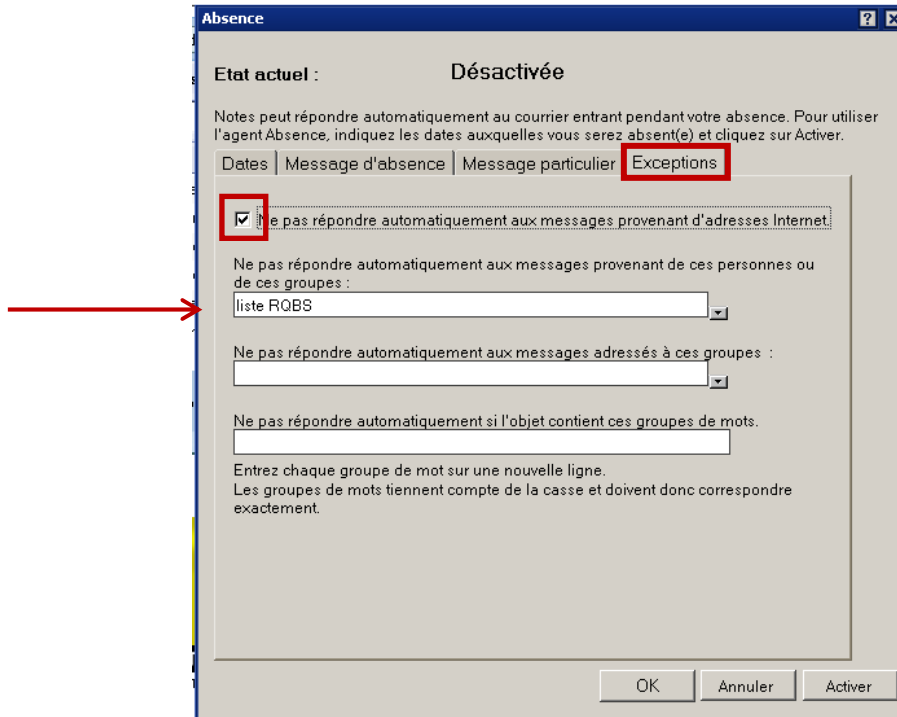 Absence
Etat actuel : Désactivée
Notes peut répondre automatiquement au courrier entrant pendant votre absence. Pour utiliser
l'agent Absence, indiquez les dates auxquelles vous serez absent(e) et cliquez sur Activer.
Dates Message d'absence Message particulier Exceptions
Ne pas répondre automatiquement aux messages provenant d'adresses Internet.
Ne pas répondre automatiquement aux messages provenant de ces personnes ou
de ces groupes :
liste RQBS
Ne pas répondre automatiquement aux messages adressés à ces groupes :
Ne pas répondre automatiquement si l'objet contient ces groupes de mots.
Entrez chaque groupe de mot sur une nouvelle ligne.
Les groupes de mots tiennent compte de la casse et doivent donc correspondre
exactement.
OK Annuler Activer